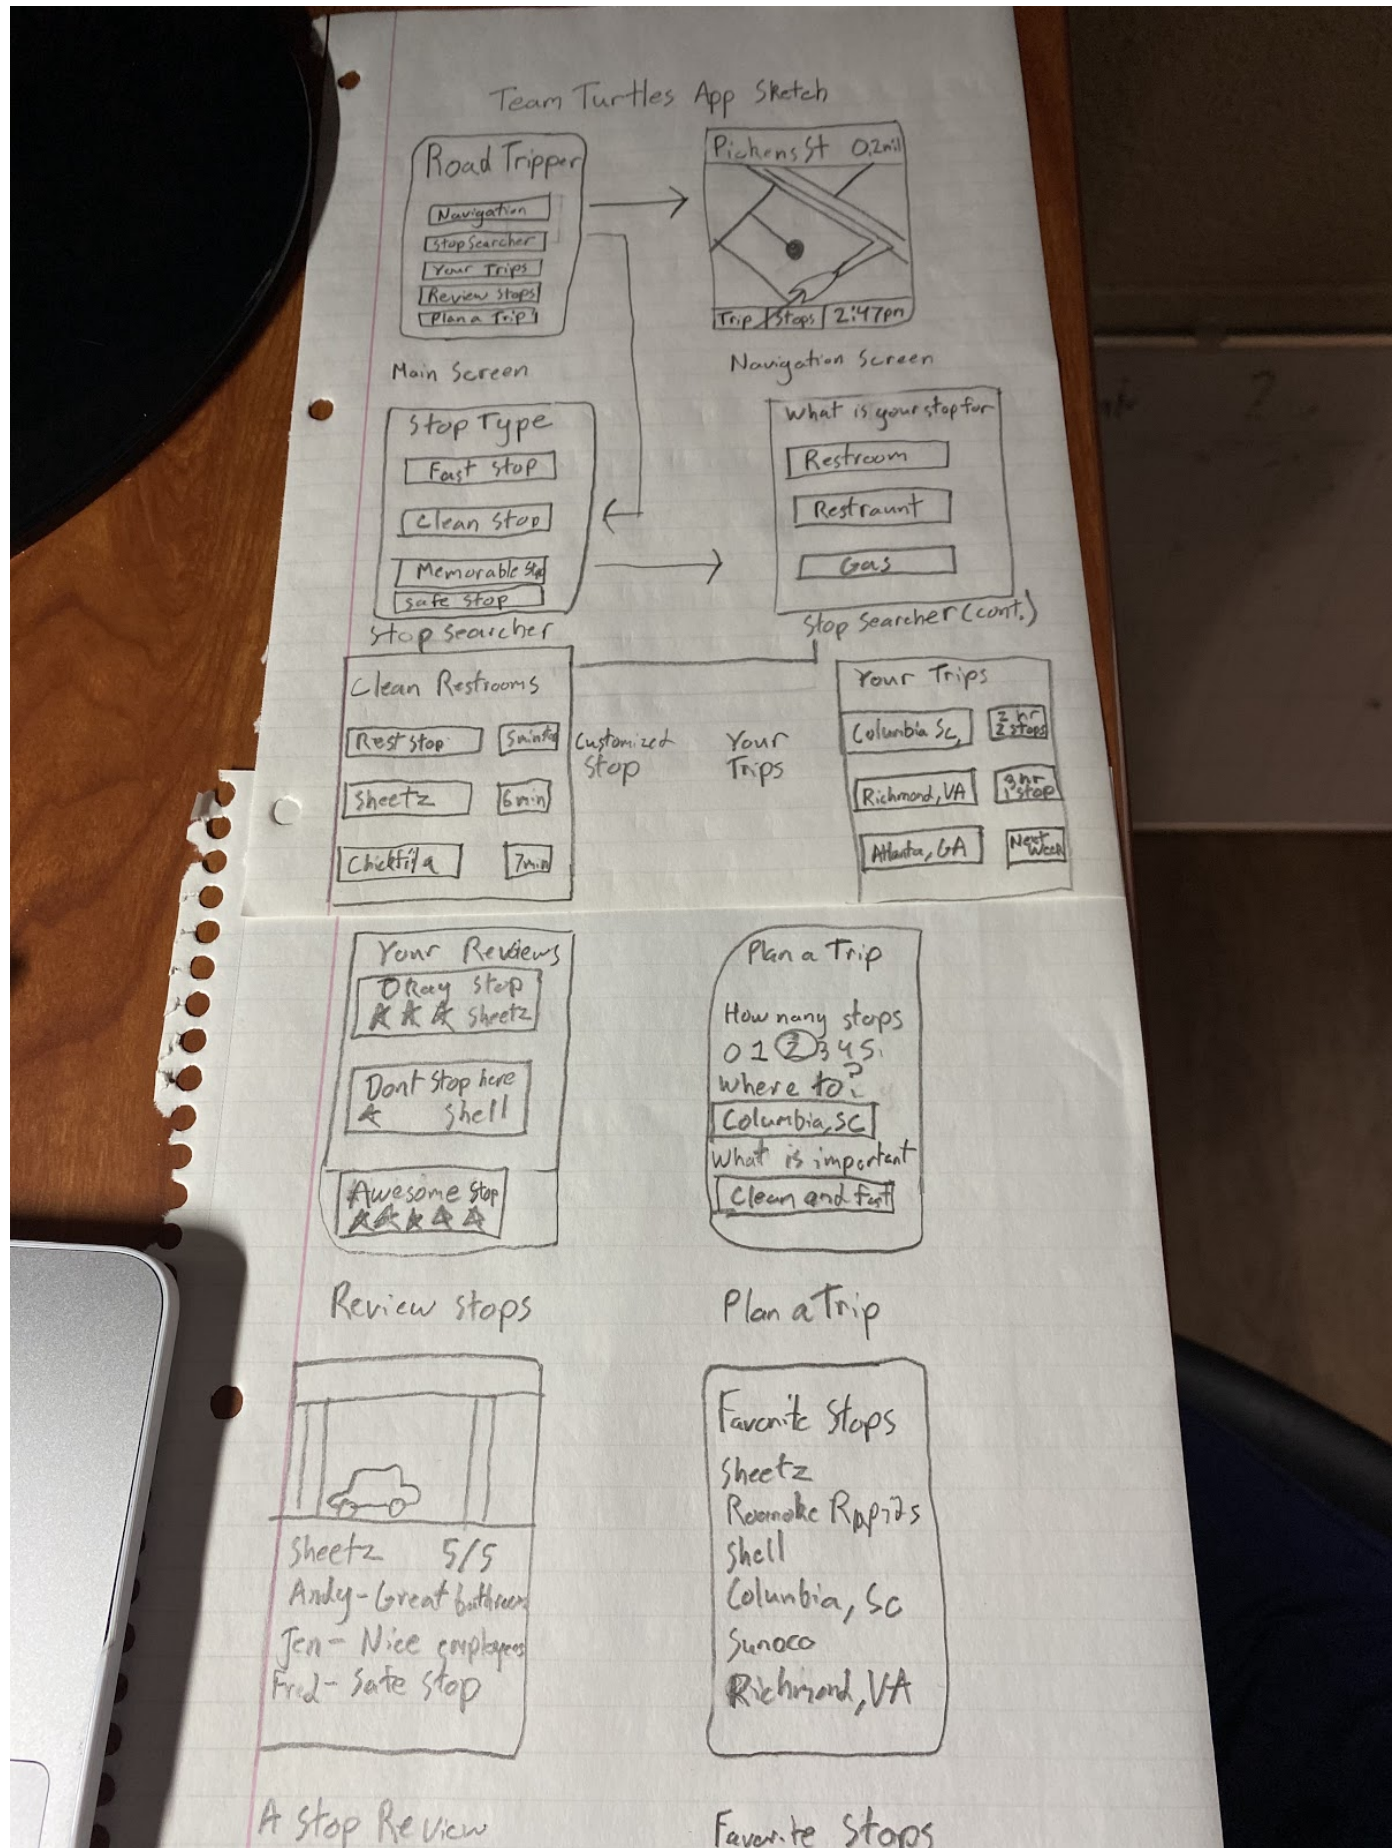 Team Turtles App Sketch
Road Tripper
Navigation
Stop Searcher
Your Trips
Review Stops
Plan a Trip
Main Screen
Pickens St 0.2mil
Trip Stops 2:47pm
Navigation Screen
Stop Type
Fast Stop
Clean Stop
Memorable Stop
Safe Stop
Stop Searcher
What is your stop for
Restroom
Restraunt
Gas
Stop Searcher (cont.)
Clean Restrooms
Rest Stop
Sheetz 6min
Chickfila 7min
Customized
Stop
Your
Trips
Your Trips
Columbia SC, 2 hr
2 stops
Richmond, VA 3 hr
1 stop
Atlanta, GA Next
Week
Your Reviews
Okay Stop
Sheetz
Dont Stop here
Shell
Awesome Stop
Review Stops
Plan a Trip
How many stops
0 1 2 3 4 5
Where to?
Columbia, SC
What is important
Clean and Fast
Plan a Trip
Sheetz 5/5
Andy- Great bathrooms
Jen- Nice employees
Fred- Safe Stop
A Stop Review
Favorite Stops
Sheetz
Roanoke Rapids
Shell
Columbia, SC
Sunoco
Richmond, VA
Favorite Stops